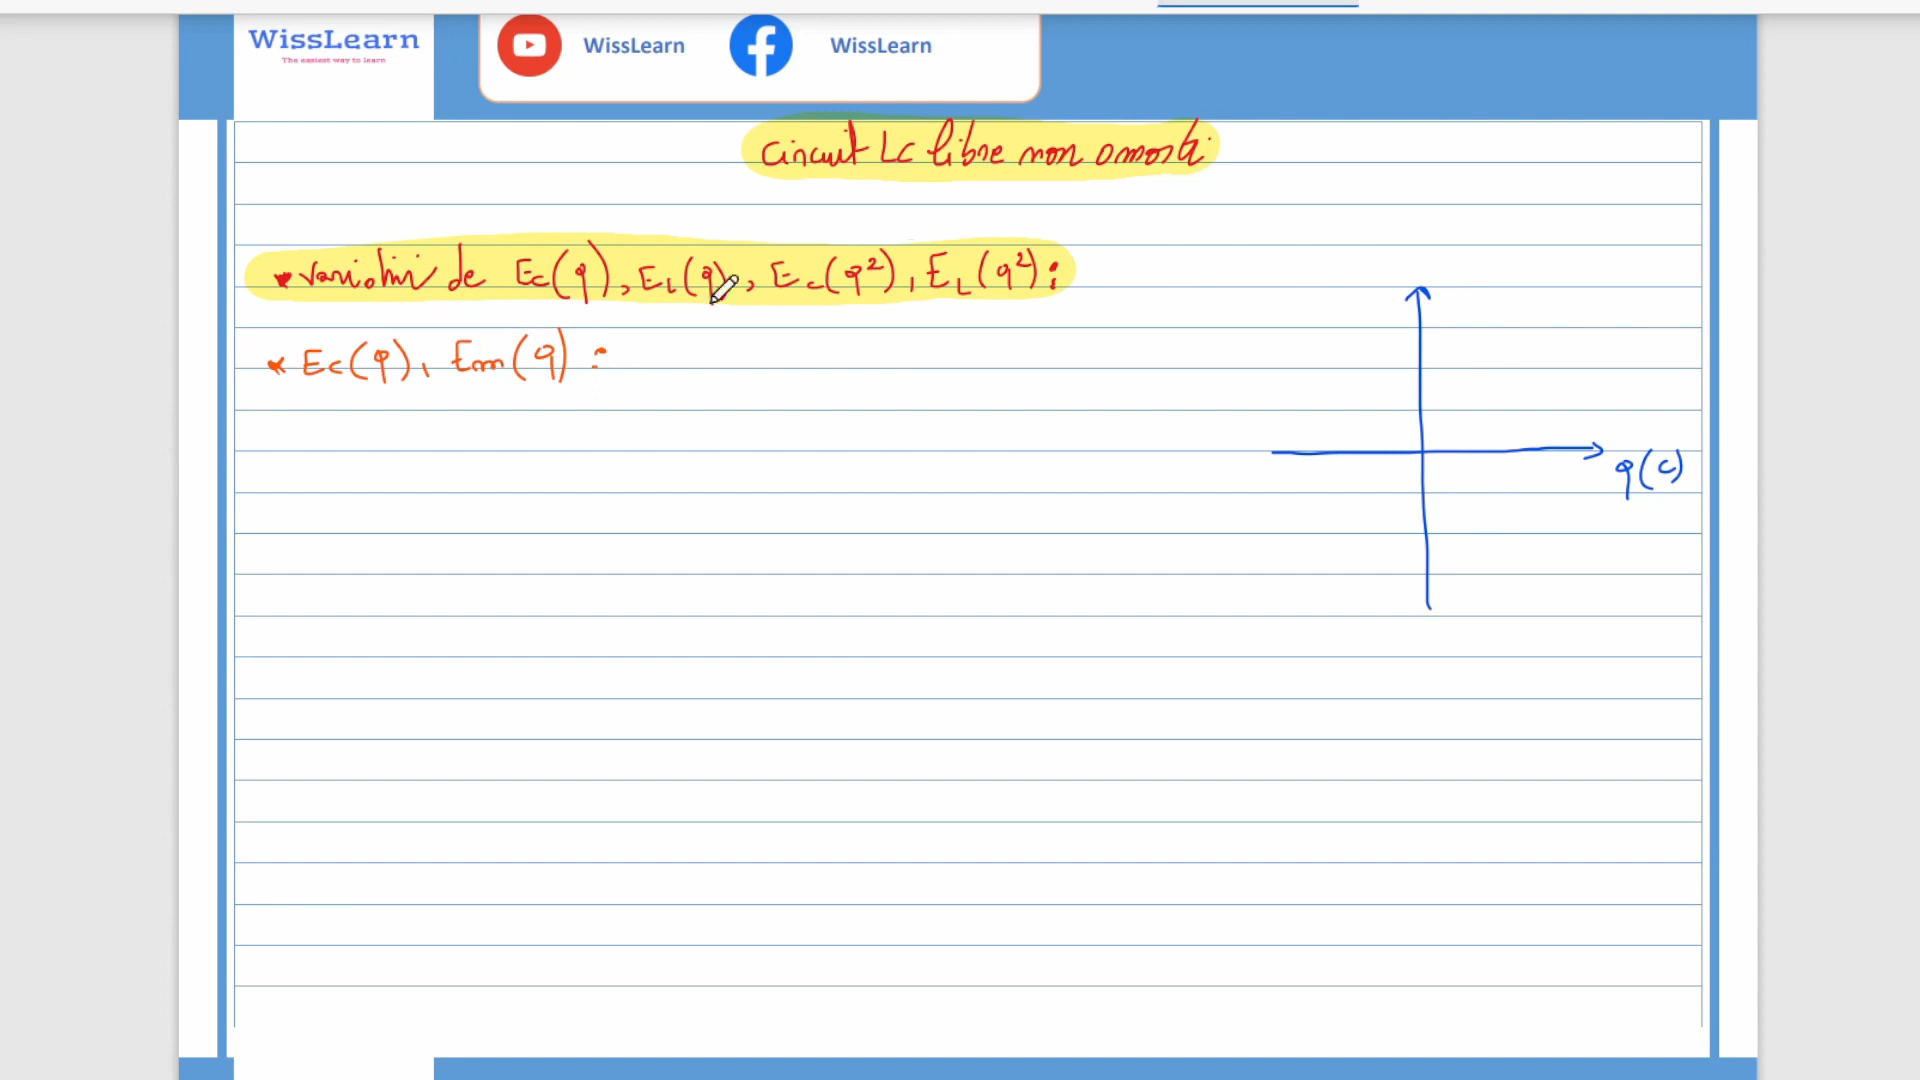 WissLearn
The easiest way to learn
WissLearn
WissLearn
Circuit LC libre non amorti
* Variation de Ec(q), EL(q), Ec(q²), EL(q²) :
* Ec(q), Em(q) :
q(c)